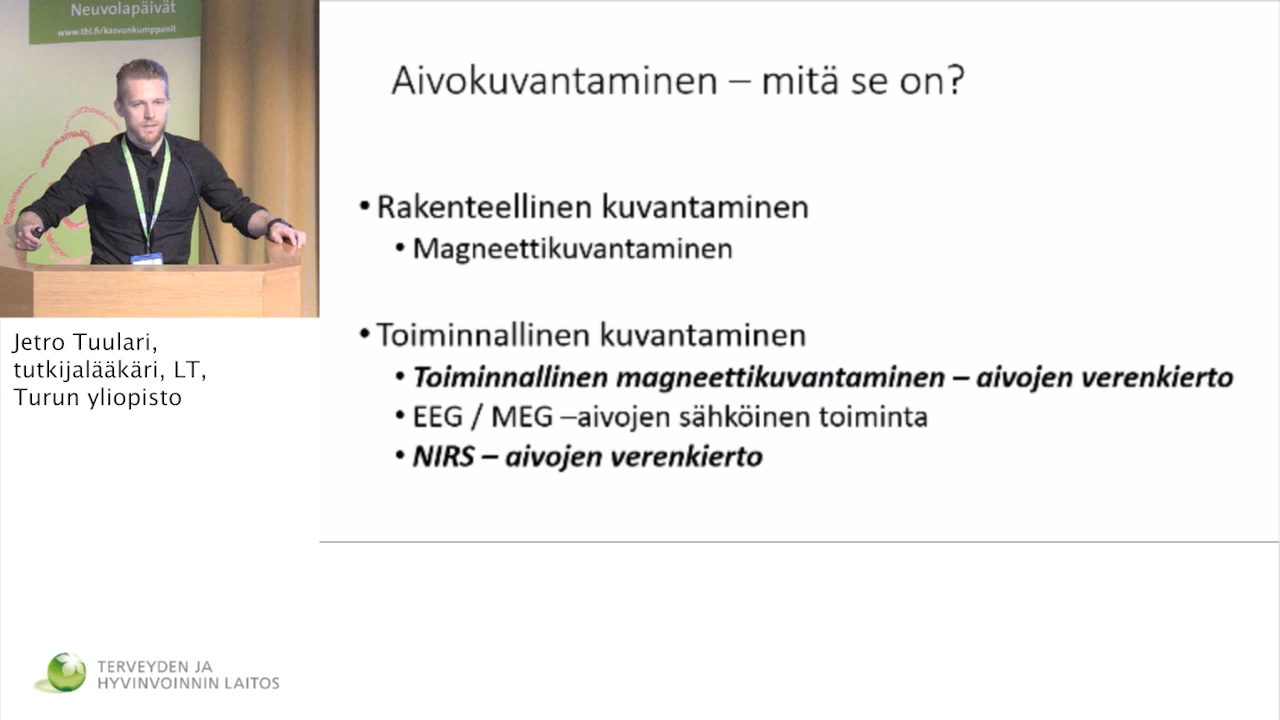 Neuvolapäivät
www.thl.fi/kasvunkumppanit
Aivokuvantaminen – mitä se on?
• Rakenteellinen kuvantaminen
• Magneettikuvantaminen
• Toiminnallinen kuvantaminen
• Toiminnallinen magneettikuvantaminen – aivojen verenkierto
• EEG / MEG –aivojen sähköinen toiminta
• NIRS – aivojen verenkierto
Jetro Tuulari,
tutkijalääkäri, LT,
Turun yliopisto
TERVEYDEN JA
HYVINVOINNIN LAITOS